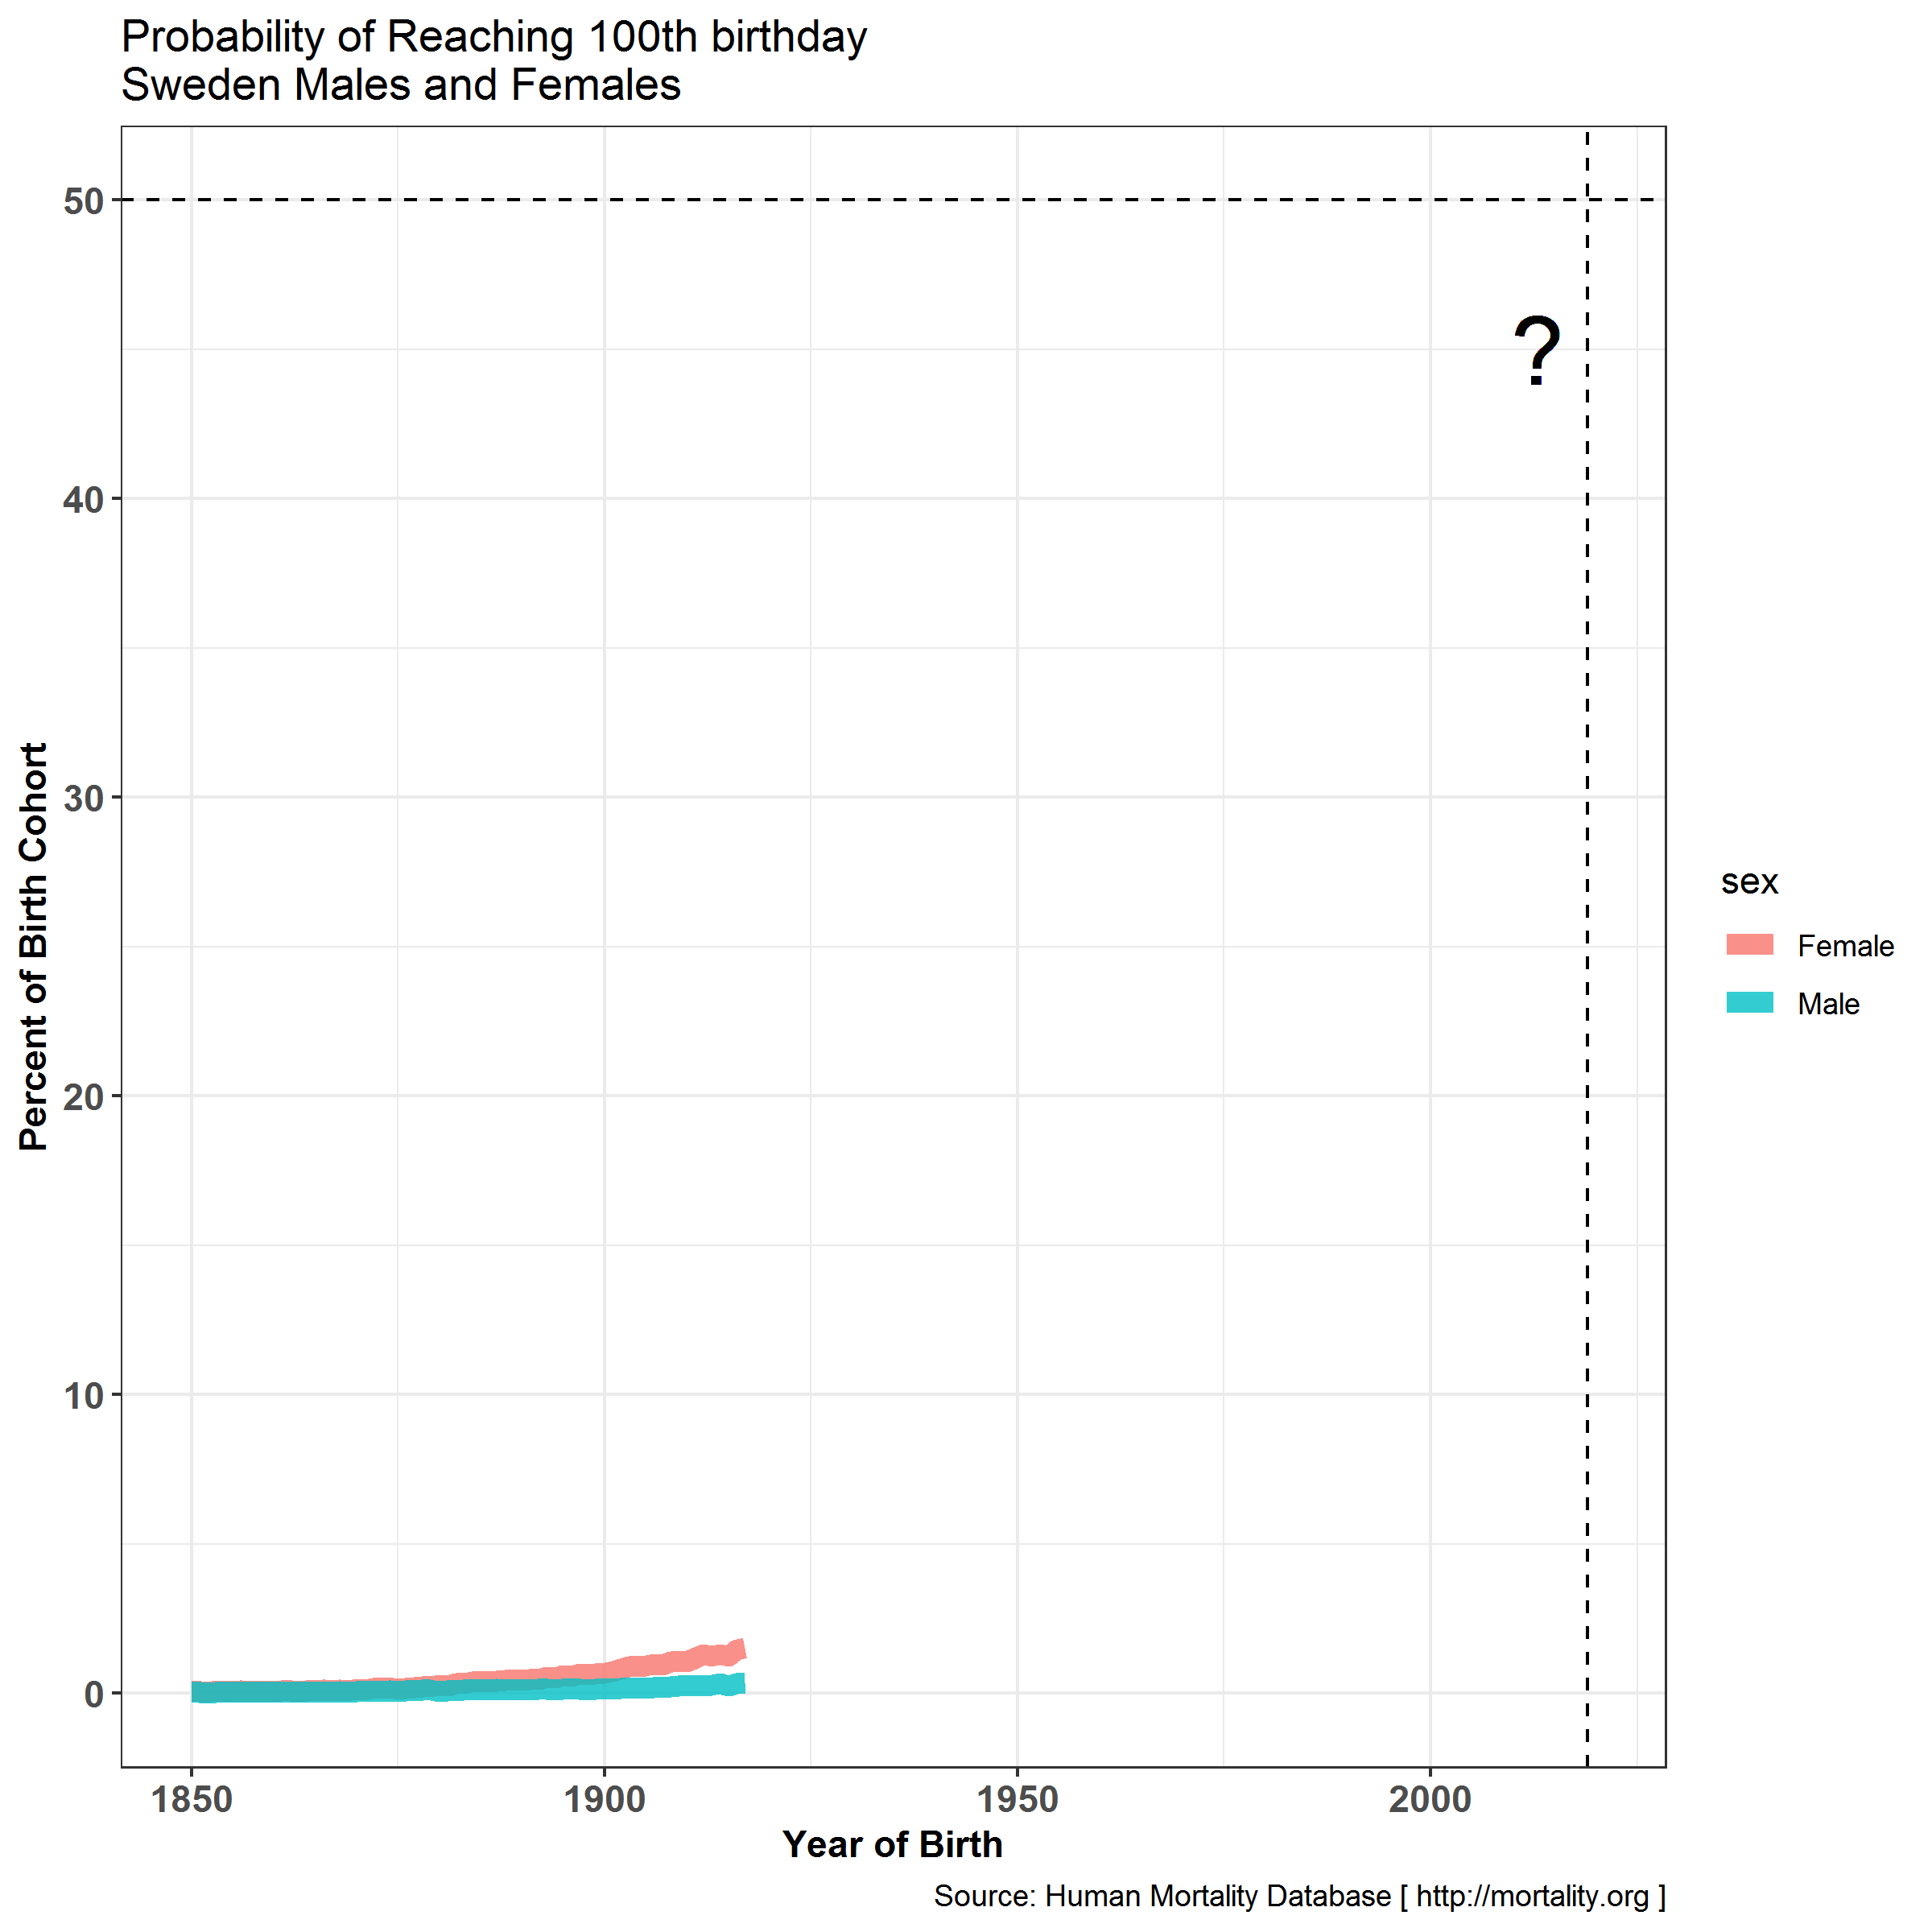 Probability of Reaching 100th birthday
Sweden Males and Females
50
40
30
20
10
0
Percent of Birth Cohort
?
1850
1900
1950
2000
Year of Birth
sex
Female
Male
Source: Human Mortality Database [ http://mortality.org ]